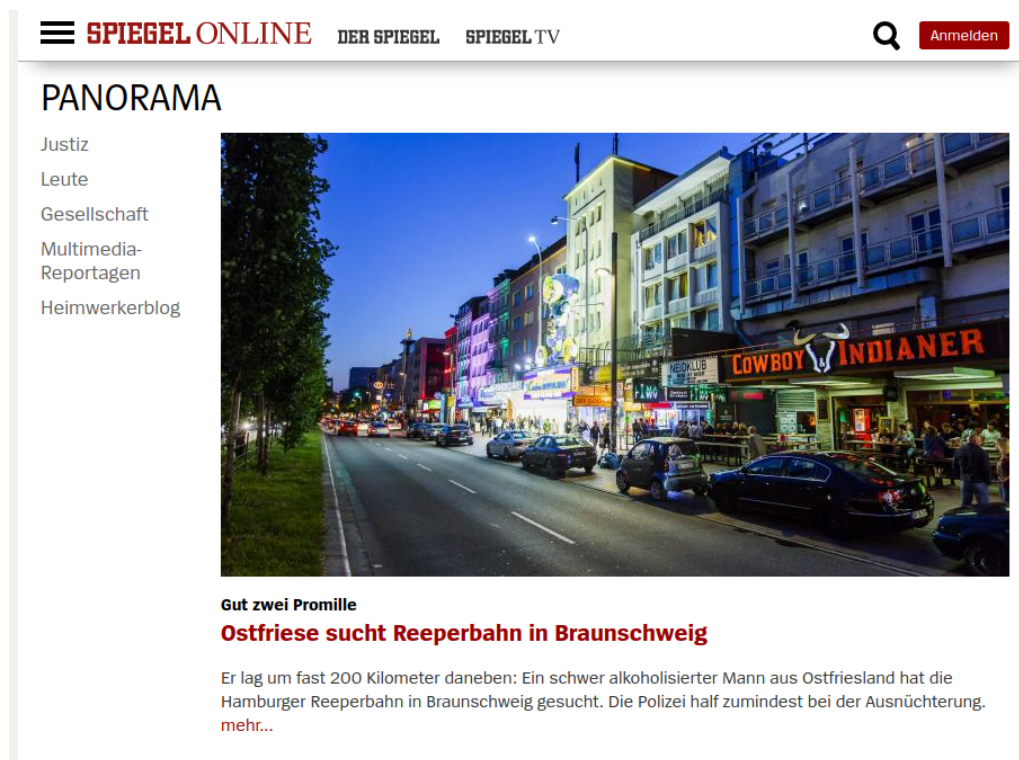 SPIEGEL ONLINE DER SPIEGEL SPIEGEL TV Anmelden
PANORAMA
Justiz
Leute
Gesellschaft
Multimedia-
Reportagen
Heimwerkerblog
NEIDKLUB
COWBOY & INDIANER
Gut zwei Promille
Ostfriese sucht Reeperbahn in Braunschweig
Er lag um fast 200 Kilometer daneben: Ein schwer alkoholisierter Mann aus Ostfriesland hat die
Hamburger Reeperbahn in Braunschweig gesucht. Die Polizei half zumindest bei der Ausnüchterung.
mehr...